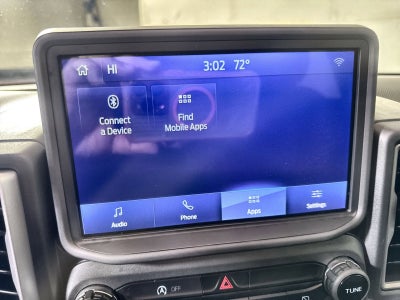 HI 3:02 72°
Connect
a Device
Find
Mobile Apps
Audio Phone Apps Settings
OFF
TUNE